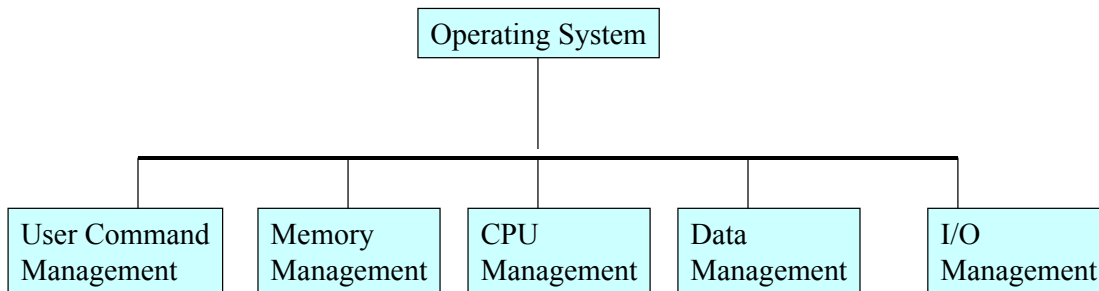 Operating System
User Command
Management
Memory
Management
CPU
Management
Data
Management
I/O
Management